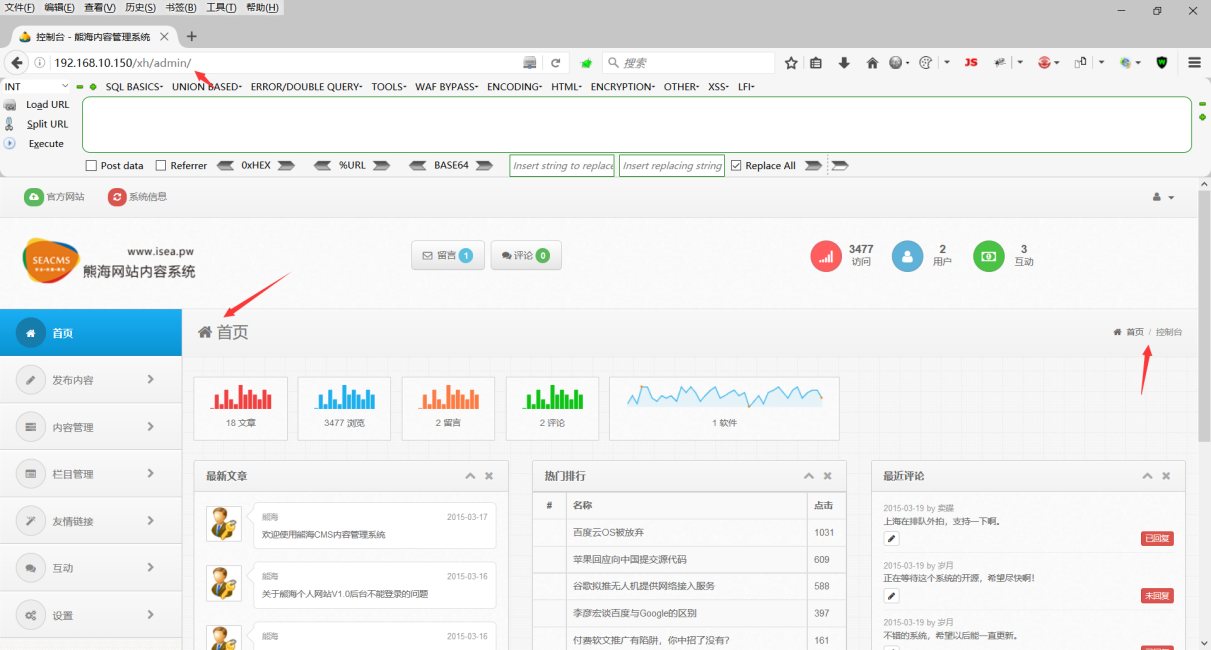 文件(F) 编辑(E) 查看(V) 历史(S) 书签(B) 工具(T) 帮助(H)
控制台 - 熊海内容管理系统
192.168.10.150/xh/admin/
搜索
JS
INT
SQL BASICS UNION BASED ERROR/DOUBLE QUERY TOOLS WAF BYPASS ENCODING HTML ENCRYPTION OTHER XSS LFI
Load URL
Split URL
Execute
Post data Referrer 0xHEX %URL BASE64 Insert string to replace Insert replacing string Replace All
官方网站 系统信息
SEACMS
www.isea.pw
熊海网站内容系统
留言 1 评论 0
3477 访问
2 用户
3 互动
首页
发布内容
内容管理
栏目管理
友情链接
互动
设置
首页
首页 / 控制台
18 文章
3477 浏览
2 留言
2 评论
1 软件
最新文章
熊海 2015-03-17
欢迎使用熊海CMS内容管理系统
熊海 2015-03-16
关于熊海个人网站V1.0后台不能登录的问题
熊海 2015-03-16
热门排行
# 名称 点击
百度云OS被放弃 1031
苹果回应向中国提交源代码 609
谷歌拟推无人机提供网络接入服务 588
李彦宏谈百度与Google的区别 397
付费软文推广有陷阱，你中招了没有? 161
最近评论
2015-03-19 by 卖碟
上海在排队外拍，支持一下啊。
已回复
2015-03-19 by 岁月
正在等待这个系统的开源，希望尽快啊！
未回复
2015-03-19 by 岁月
不错的系统，希望以后能一直更新。